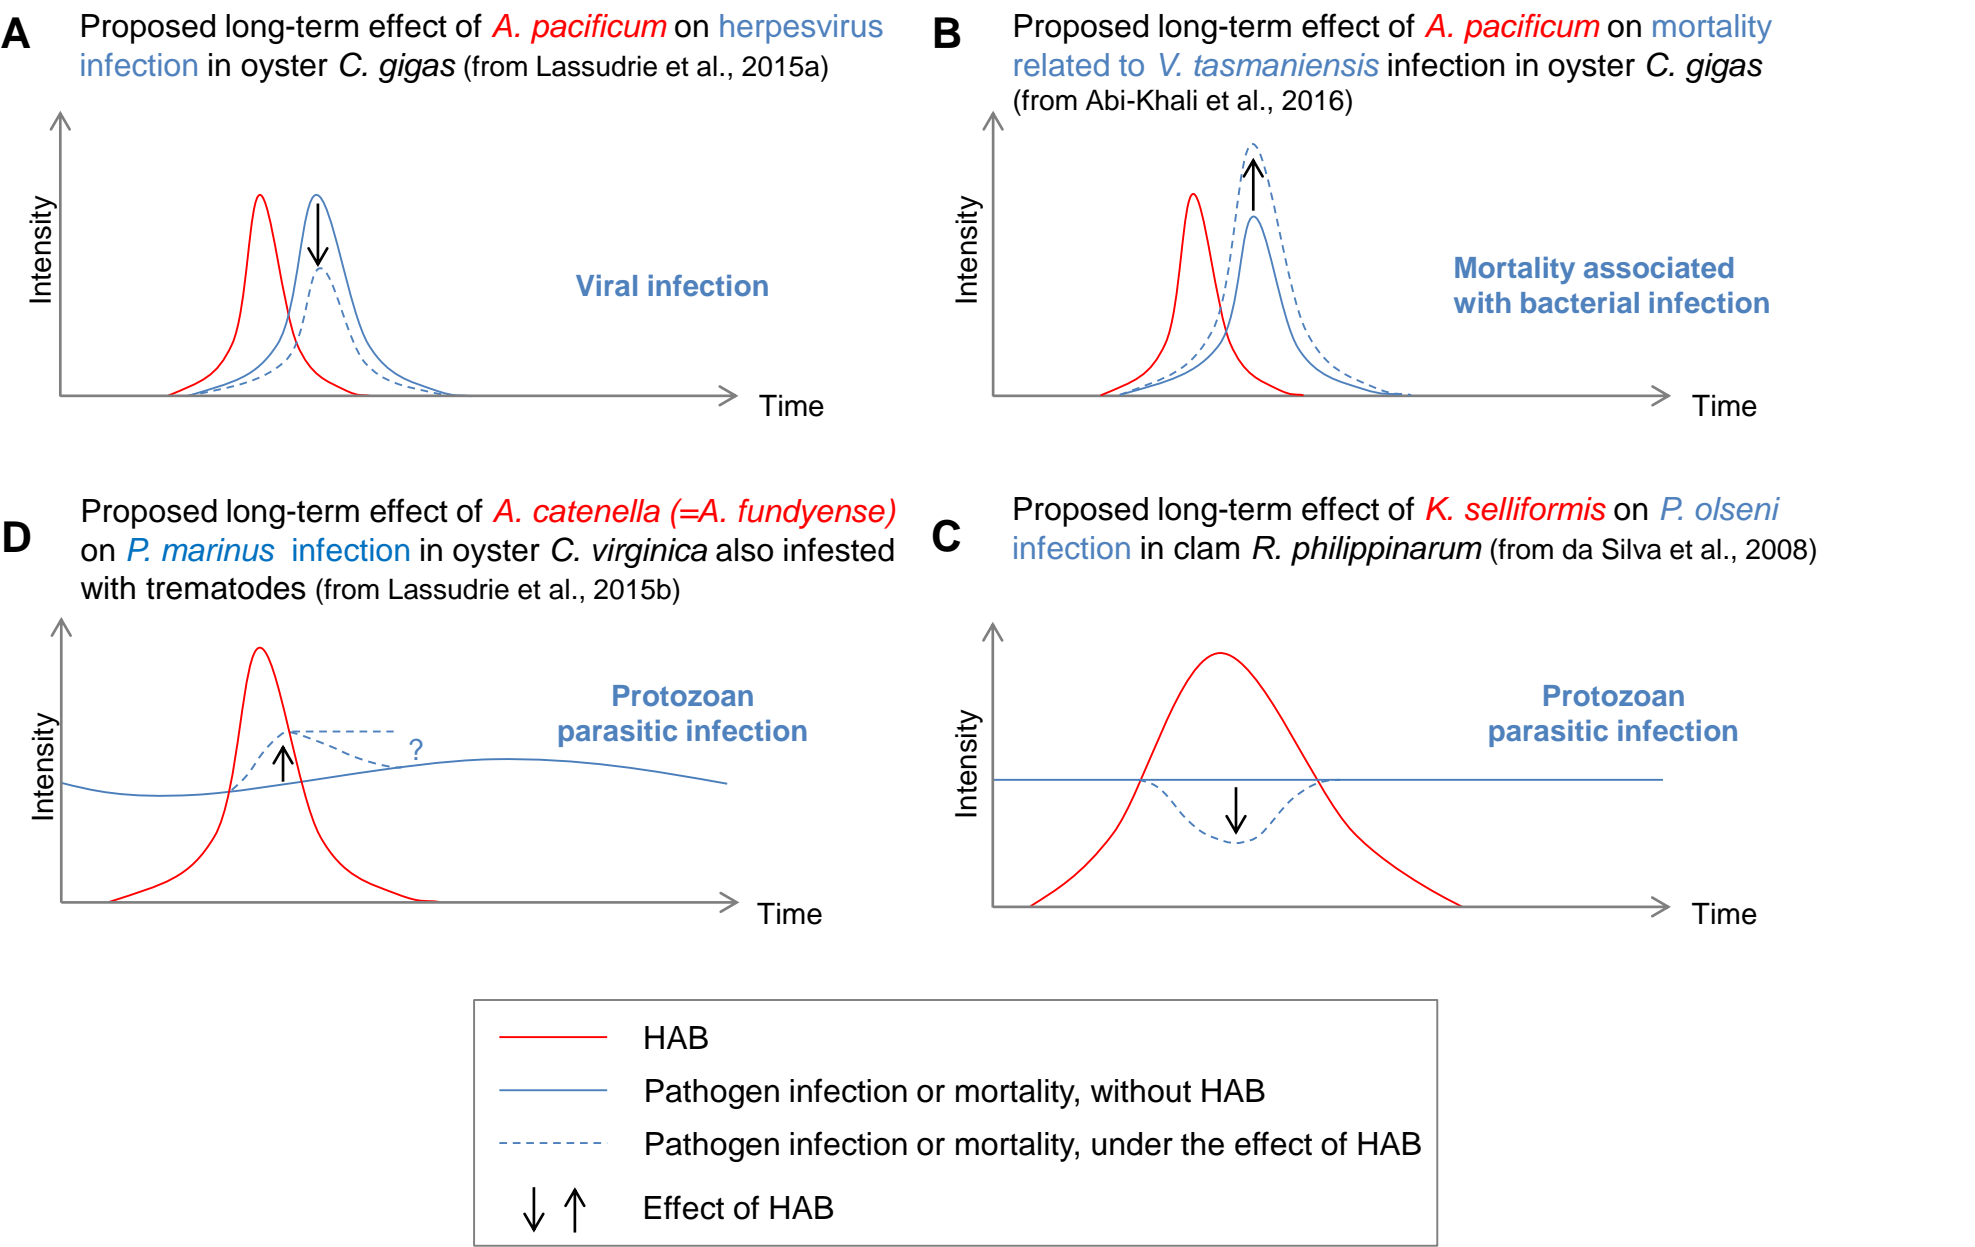 A
Proposed long-term effect of A. pacificum on herpesvirus
infection in oyster C. gigas (from Lassudrie et al., 2015a)
Intensity
Viral infection
Time
B
Proposed long-term effect of A. pacificum on mortality
related to V. tasmaniensis infection in oyster C. gigas
(from Abi-Khali et al., 2016)
Intensity
Mortality associated
with bacterial infection
Time
D
Proposed long-term effect of A. catenella (=A. fundyense)
on P. marinus infection in oyster C. virginica also infested
with trematodes (from Lassudrie et al., 2015b)
Intensity
?
Protozoan
parasitic infection
Time
C
Proposed long-term effect of K. selliformis on P. olseni
infection in clam R. philippinarum (from da Silva et al., 2008)
Intensity
Protozoan
parasitic infection
Time
HAB
Pathogen infection or mortality, without HAB
Pathogen infection or mortality, under the effect of HAB
Effect of HAB